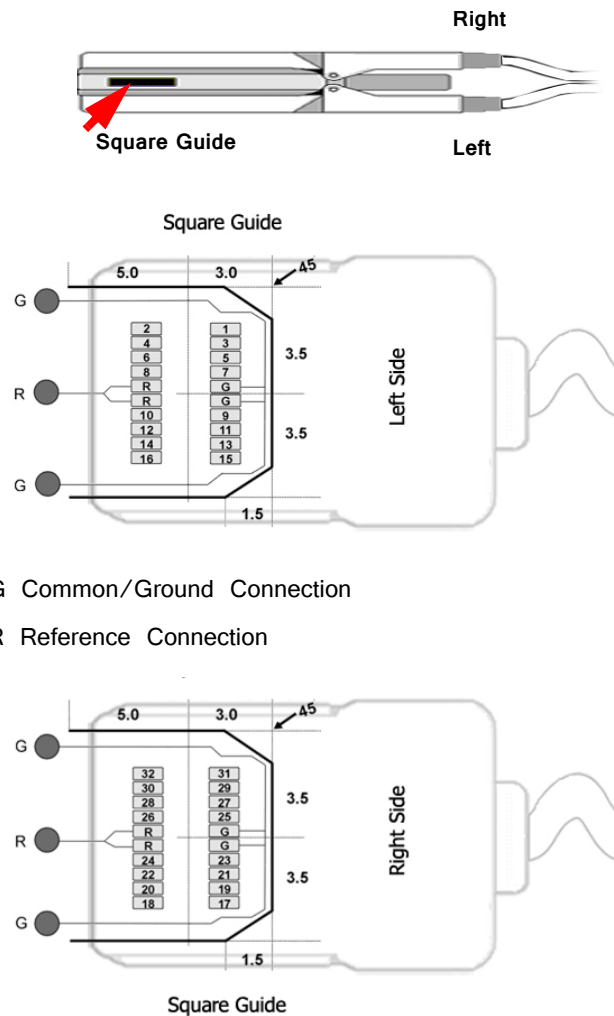 Right
Square Guide
Left
Square Guide
5.0 3.0 45
G
2 1
4 3
6 5 3.5
8 7
R R G
R G
10 9
12 11 3.5
14 13
16 15
G
1.5
Left Side
G Common/Ground Connection
R Reference Connection
5.0 3.0 45
G
32 31
30 29
28 27 3.5
26 25
R R G
R G
24 23
22 21 3.5
20 19
18 17
G
1.5
Right Side
Square Guide